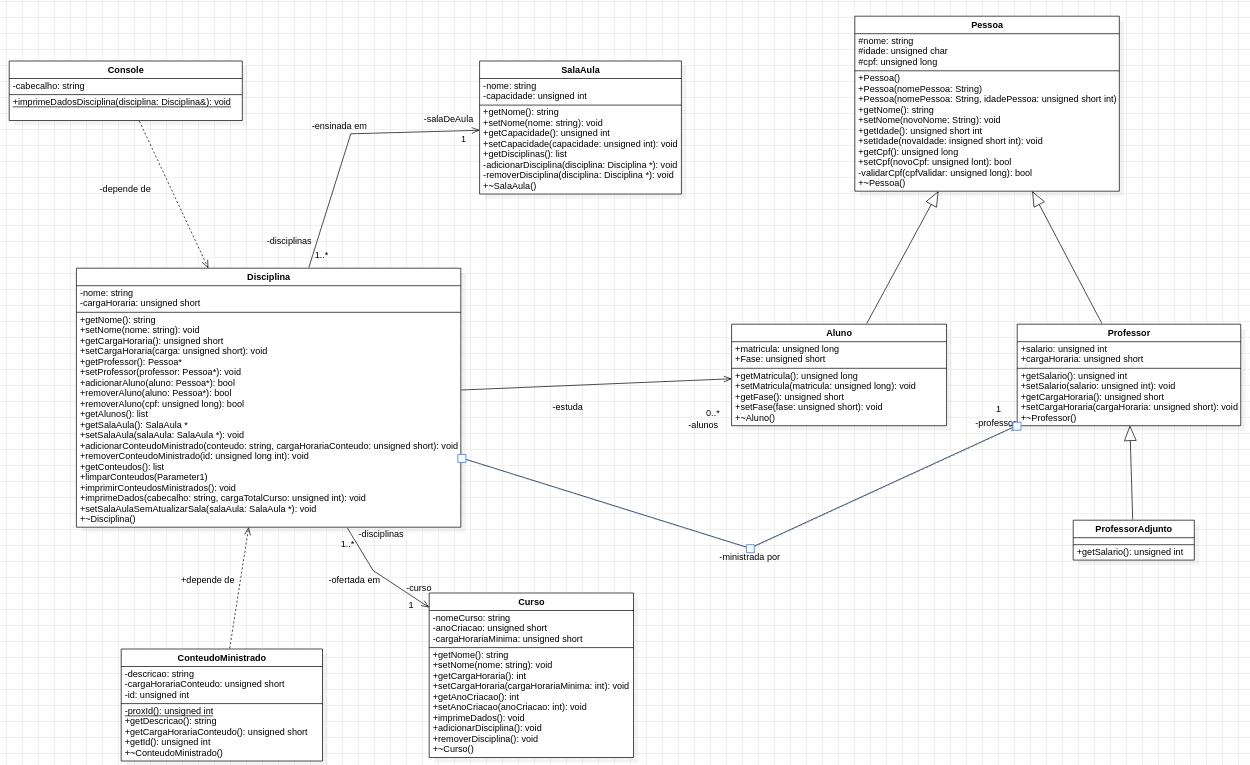 Console
-cabecalho: string
+imprimeDadosDisciplina(disciplina: Disciplina&): void
-depende de
-ensinada em
-salaDeAula
1
-disciplinas
1..*
SalaAula
-nome: string
-capacidade: unsigned int
+getNome(): string
+setNome(nome: string): void
+getCapacidade(): unsigned int
+setCapacidade(capacidade: unsigned int): void
+getDisciplinas(): list
-adicionarDisciplina(disciplina: Disciplina *): void
-removerDisciplina(disciplina: Disciplina *): void
+~SalaAula()
Pessoa
#nome: string
#idade: unsigned char
#cpf: unsigned long
+Pessoa()
+Pessoa(nomePessoa: String)
+Pessoa(nomePessoa: String, idadePessoa: unsigned short int)
+getNome(): string
+setNome(novoNome: String): void
+getIdade(): unsigned short int
+setIdade(novaIdade: insigned short int): void
+getCpf(): unsigned long
+setCpf(novoCpf: unsigned lont): bool
-validarCpf(cpfValidar: unsigned long): bool
+~Pessoa()
Disciplina
-nome: string
-cargaHoraria: unsigned short
+getNome(): string
+setNome(nome: string): void
+getCargaHoraria(): unsigned short
+setCargaHoraria(carga: unsigned short): void
+getProfessor(): Pessoa*
+setProfessor(professor: Pessoa*): void
+adicionarAluno(aluno: Pessoa*): bool
+removerAluno(aluno: Pessoa*): bool
+removerAluno(cpf: unsigned long): bool
+getAlunos(): list
+getSalaAula(): SalaAula *
+setSalaAula(salaAula: SalaAula *): void
+adicionarConteudoMinistrado(conteudo: string, cargaHorariaConteudo: unsigned short): void
+removerConteudoMinistrado(id: unsigned long int): void
+getConteudos(): list
+limparConteudos(Parameter1)
+imprimirConteudosMinistrados(): void
+imprimeDados(cabecalho: string, cargaTotalCurso: unsigned int): void
+setSalaAulaSemAtualizarSala(salaAula: SalaAula *): void
+~Disciplina()
-estuda
0..*
-alunos
Aluno
+matricula: unsigned long
+Fase: unsigned short
+getMatricula(): unsigned long
+setMatricula(matricula: unsigned long): void
+getFase(): unsigned short
+setFase(fase: unsigned short): void
+~Aluno()
Professor
+salario: unsigned int
+cargaHoraria: unsigned short
+getSalario(): unsigned int
+setSalario(salario: unsigned int): void
+getCargaHoraria(): unsigned short
+setCargaHoraria(cargaHoraria: unsigned short): void
+~Professor()
1
-professor
-ministrada por
ProfessorAdjunto
+getSalario(): unsigned int
-disciplinas
1..*
-ofertada em
-curso
1
+depende de
ConteudoMinistrado
-descricao: string
-cargaHorariaConteudo: unsigned short
-id: unsigned int
-proxId(): unsigned int
+getDescricao(): string
+getCargaHorariaConteudo(): unsigned short
+getId(): unsigned int
+~ConteudoMinistrado()
Curso
-nomeCurso: string
-anoCriacao: unsigned short
-cargaHorariaMinima: unsigned short
+getNome(): string
+setNome(nome: string): void
+getCargaHoraria(): int
+setCargaHoraria(cargaHorariaMinima: int): void
+getAnoCriacao(): int
+setAnoCriacao(anoCriacao: int): void
+imprimeDados(): void
+adicionarDisciplina(): void
+removerDisciplina(): void
+~Curso()